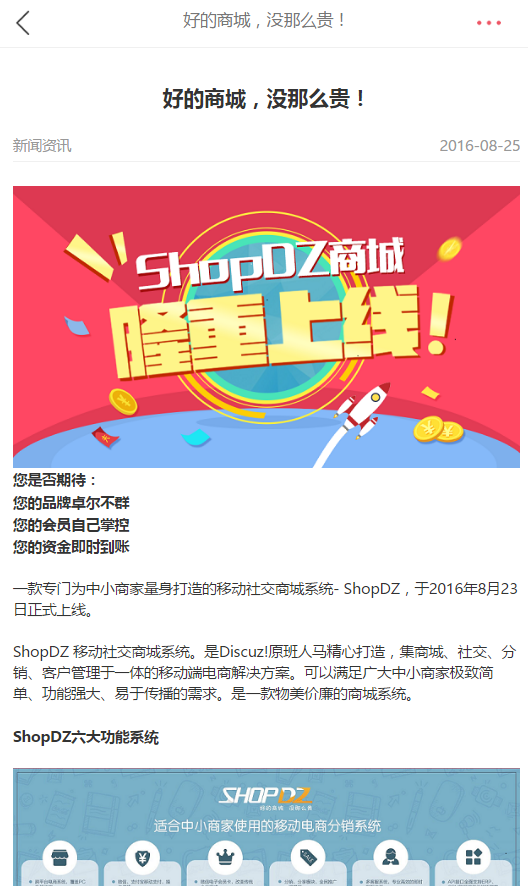 好的商城，没那么贵！
好的商城，没那么贵！
新闻资讯
2016-08-25
ShopDZ商城
隆重上线！
您是否期待：
您的品牌卓尔不群
您的会员自己掌控
您的资金即时到账
一款专门为中小商家量身打造的移动社交商城系统- ShopDZ，于2016年8月23
日正式上线。
ShopDZ 移动社交商城系统。是Discuz!原班人马精心打造，集商城、社交、分
销、客户管理于一体的移动端电商解决方案。可以满足广大中小商家极致简
单、功能强大、易于传播的需求。是一款物美价廉的商城系统。
ShopDZ六大功能系统
SHOPDZ
好的商城 没那么贵
适合中小商家使用的移动电商分销系统